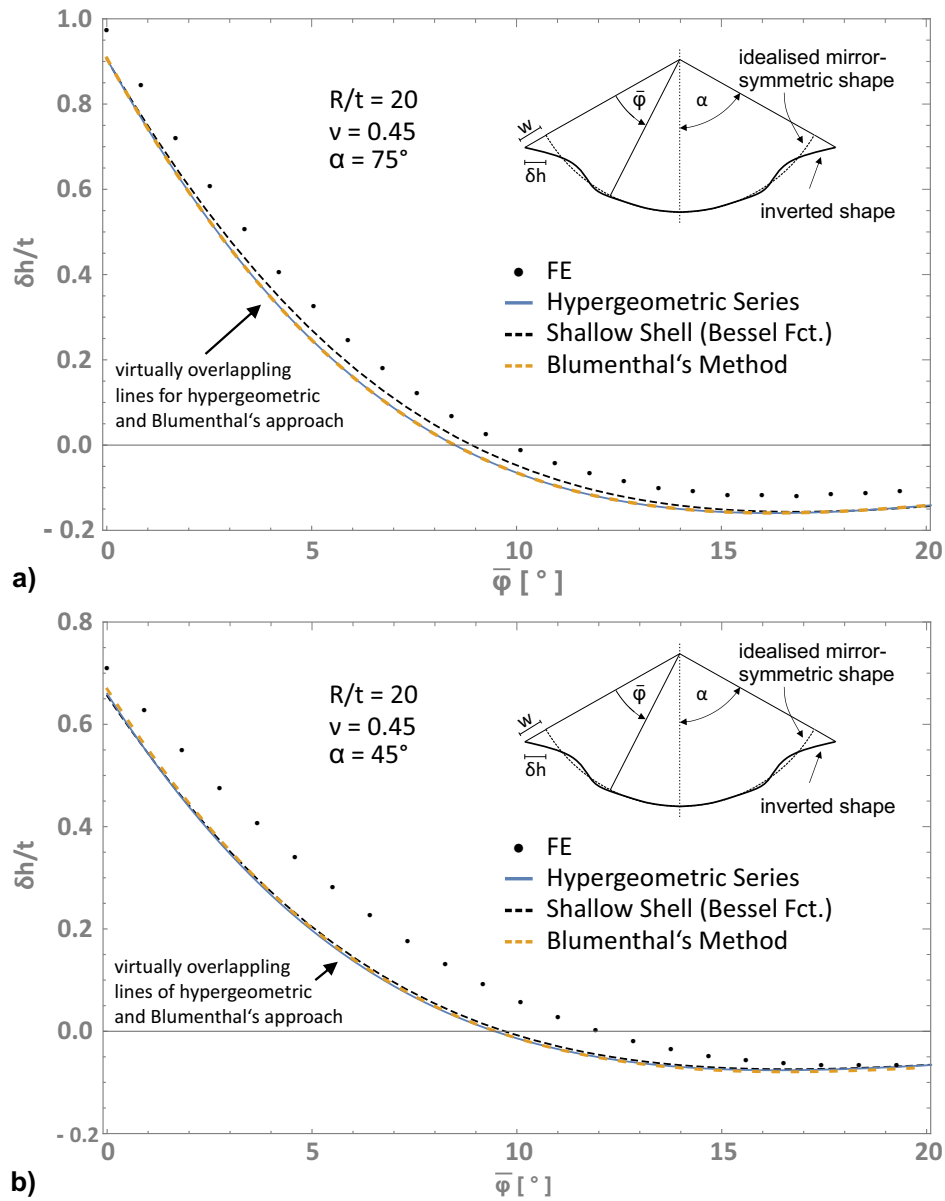 1.0
0.8
0.6
0.4
0.2
0.0
- 0.2
δh/t
R/t = 20
ν = 0.45
α = 75°
φ̅
α
w
δh
idealised mirror-
symmetric shape
inverted shape
FE
Hypergeometric Series
Shallow Shell (Bessel Fct.)
Blumenthal‘s Method
virtually overlappling
lines for hypergeometric
and Blumenthal‘s approach
0 5 10 15 20
φ̅ [ ° ]
a)
0.8
0.6
0.4
0.2
0.0
- 0.2
δh/t
R/t = 20
ν = 0.45
α = 45°
φ̅
α
w
δh
idealised mirror-
symmetric shape
inverted shape
FE
Hypergeometric Series
Shallow Shell (Bessel Fct.)
Blumenthal‘s Method
virtually overlappling
lines of hypergeometric
and Blumenthal‘s approach
0 5 10 15 20
φ̅ [ ° ]
b)